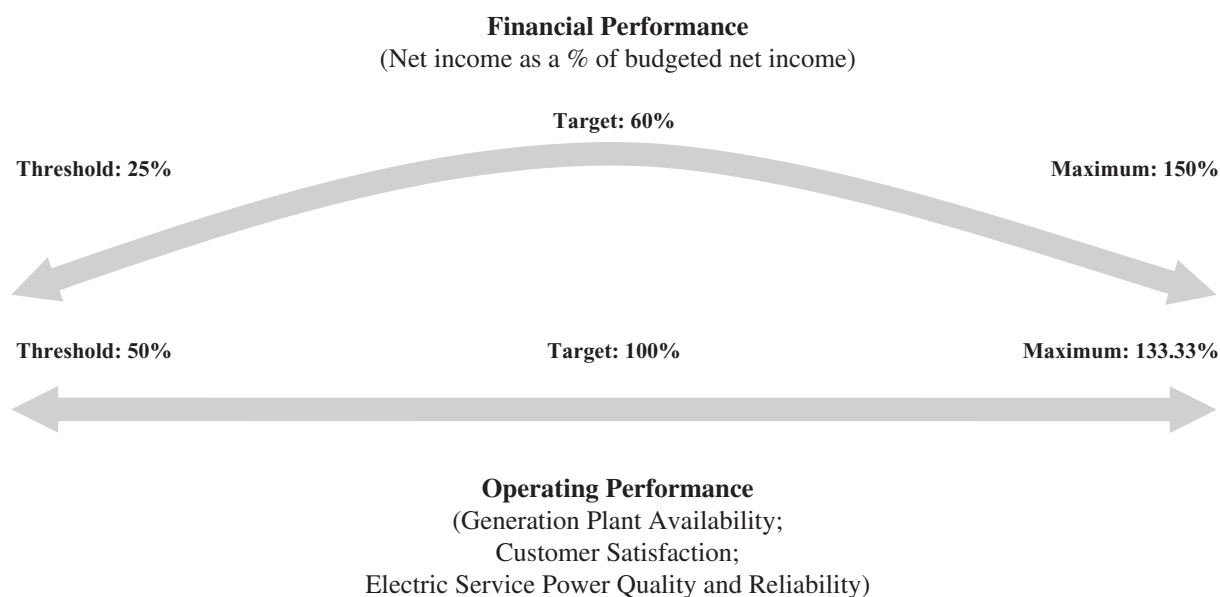 Financial Performance
(Net income as a % of budgeted net income)
Target: 60%
Threshold: 25%
Maximum: 150%
Threshold: 50%
Target: 100%
Maximum: 133.33%
Operating Performance
(Generation Plant Availability;
Customer Satisfaction;
Electric Service Power Quality and Reliability)